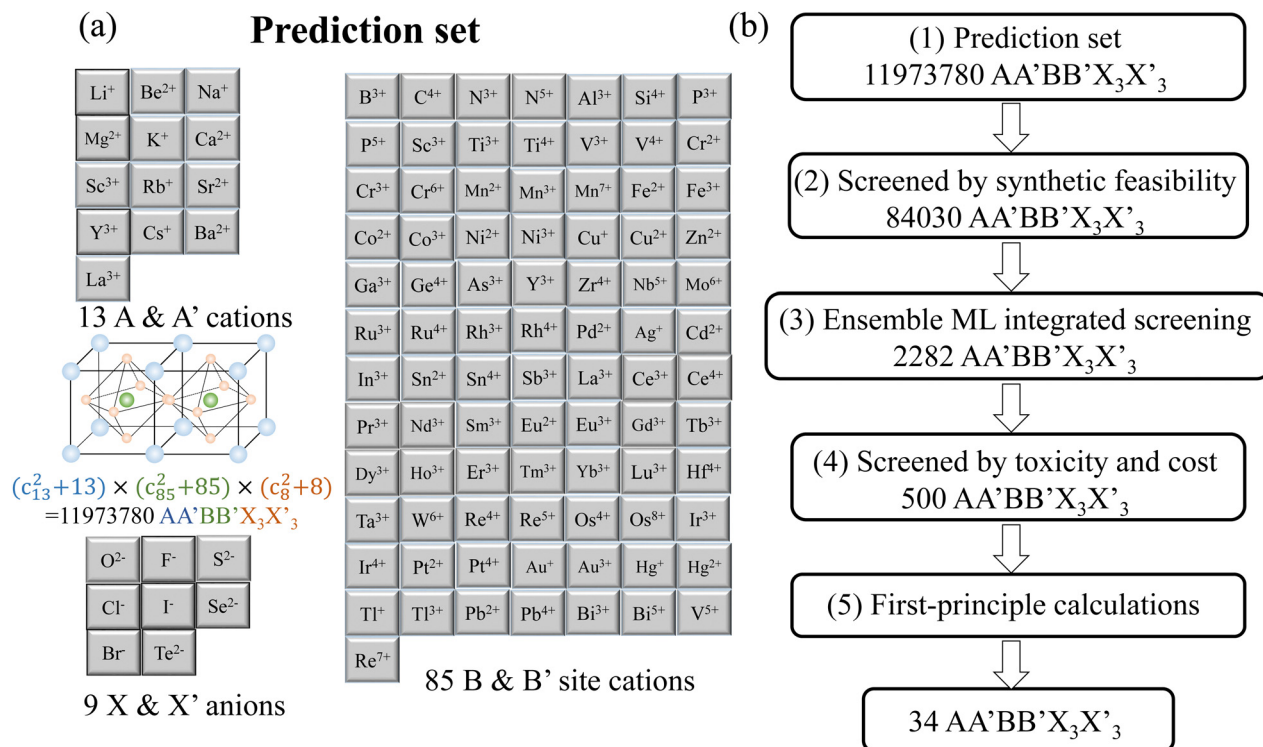 (a)
Prediction set
Li⁺ Be²⁺ Na⁺
Mg²⁺ K⁺ Ca²⁺
Sc³⁺ Rb⁺ Sr²⁺
Y³⁺ Cs⁺ Ba²⁺
La³⁺
13 A & A' cations
(c²₁₃+13) × (c²₈₅+85) × (c²₈+8)
=11973780 AA'BB'X₃X'₃
O²⁻ F⁻ S²⁻
Cl⁻ I⁻ Se²⁻
Br⁻ Te²⁻
9 X & X' anions
B³⁺ C⁴⁺ N³⁺ N⁵⁺ Al³⁺ Si⁴⁺ P³⁺
P⁵⁺ Sc³⁺ Ti³⁺ Ti⁴⁺ V³⁺ V⁴⁺ Cr²⁺
Cr³⁺ Cr⁶⁺ Mn²⁺ Mn³⁺ Mn⁷⁺ Fe²⁺ Fe³⁺
Co²⁺ Co³⁺ Ni²⁺ Ni³⁺ Cu⁺ Cu²⁺ Zn²⁺
Ga³⁺ Ge⁴⁺ As³⁺ Y³⁺ Zr⁴⁺ Nb⁵⁺ Mo⁶⁺
Ru³⁺ Ru⁴⁺ Rh³⁺ Rh⁴⁺ Pd²⁺ Ag⁺ Cd²⁺
In³⁺ Sn²⁺ Sn⁴⁺ Sb³⁺ La³⁺ Ce³⁺ Ce⁴⁺
Pr³⁺ Nd³⁺ Sm³⁺ Eu²⁺ Eu³⁺ Gd³⁺ Tb³⁺
Dy³⁺ Ho³⁺ Er³⁺ Tm³⁺ Yb³⁺ Lu³⁺ Hf⁴⁺
Ta³⁺ W⁶⁺ Re⁴⁺ Re⁵⁺ Os⁴⁺ Os⁸⁺ Ir³⁺
Ir⁴⁺ Pt²⁺ Pt⁴⁺ Au⁺ Au³⁺ Hg⁺ Hg²⁺
Tl⁺ Tl³⁺ Pb²⁺ Pb⁴⁺ Bi³⁺ Bi⁵⁺ V⁵⁺
Re⁷⁺
85 B & B' site cations
(b)
(1) Prediction set
11973780 AA'BB'X₃X'₃
(2) Screened by synthetic feasibility
84030 AA'BB'X₃X'₃
(3) Ensemble ML integrated screening
2282 AA'BB'X₃X'₃
(4) Screened by toxicity and cost
500 AA'BB'X₃X'₃
(5) First-principle calculations
34 AA'BB'X₃X'₃